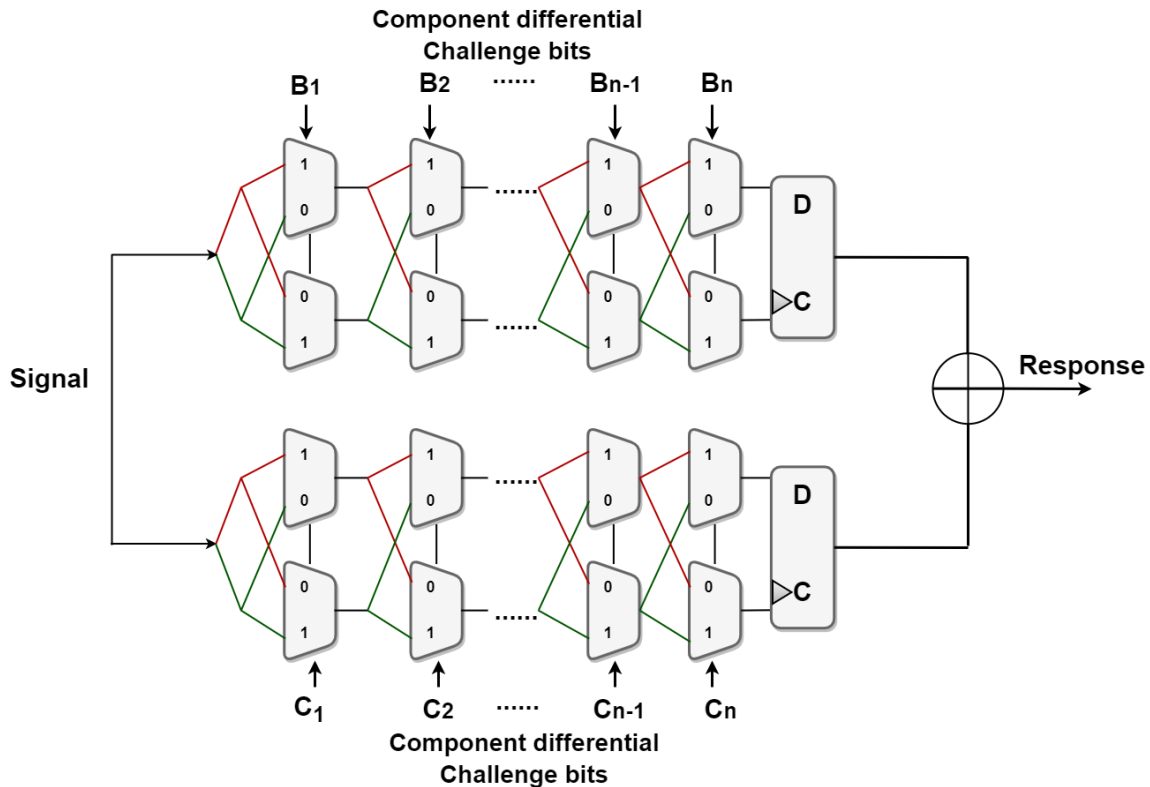 Component differential
Challenge bits
B1 B2 ...... Bn-1 Bn
1 1 1 1
D
0 0 ...... 0 0
0 0 0 0
C
1 1 ...... 1 1
Signal
Response
1 1 1 1
D
0 0 ...... 0 0
0 0 0 0
C
1 1 ...... 1 1
C1 C2 ...... Cn-1 Cn
Component differential
Challenge bits